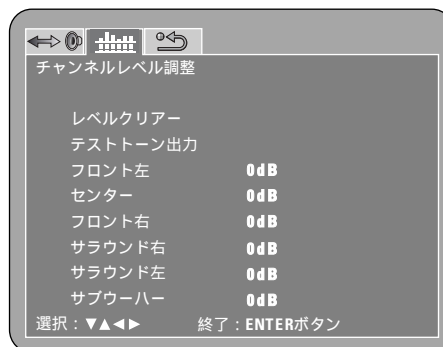 チャンネルレベル調整
レベルクリアー
テストトーン出力
フロント左 0dB
センター 0dB
フロント右 0dB
サラウンド右 0dB
サラウンド左 0dB
サブウーハー 0dB
選択：▼▲◀▶ 終了：ENTERボタン